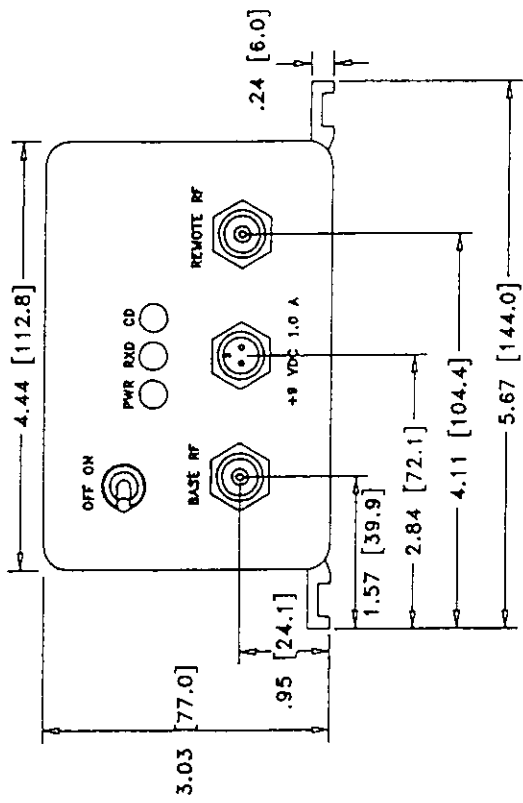 4.44 [112.8]
OFF ON
PWR RXD CD
BASE RF
+9 VDC 1.0 A
REMOTE RF
3.03 [77.0]
.95 [24.1]
.24 [6.0]
1.57 [39.9]
2.84 [72.1]
4.11 [104.4]
5.67 [144.0]